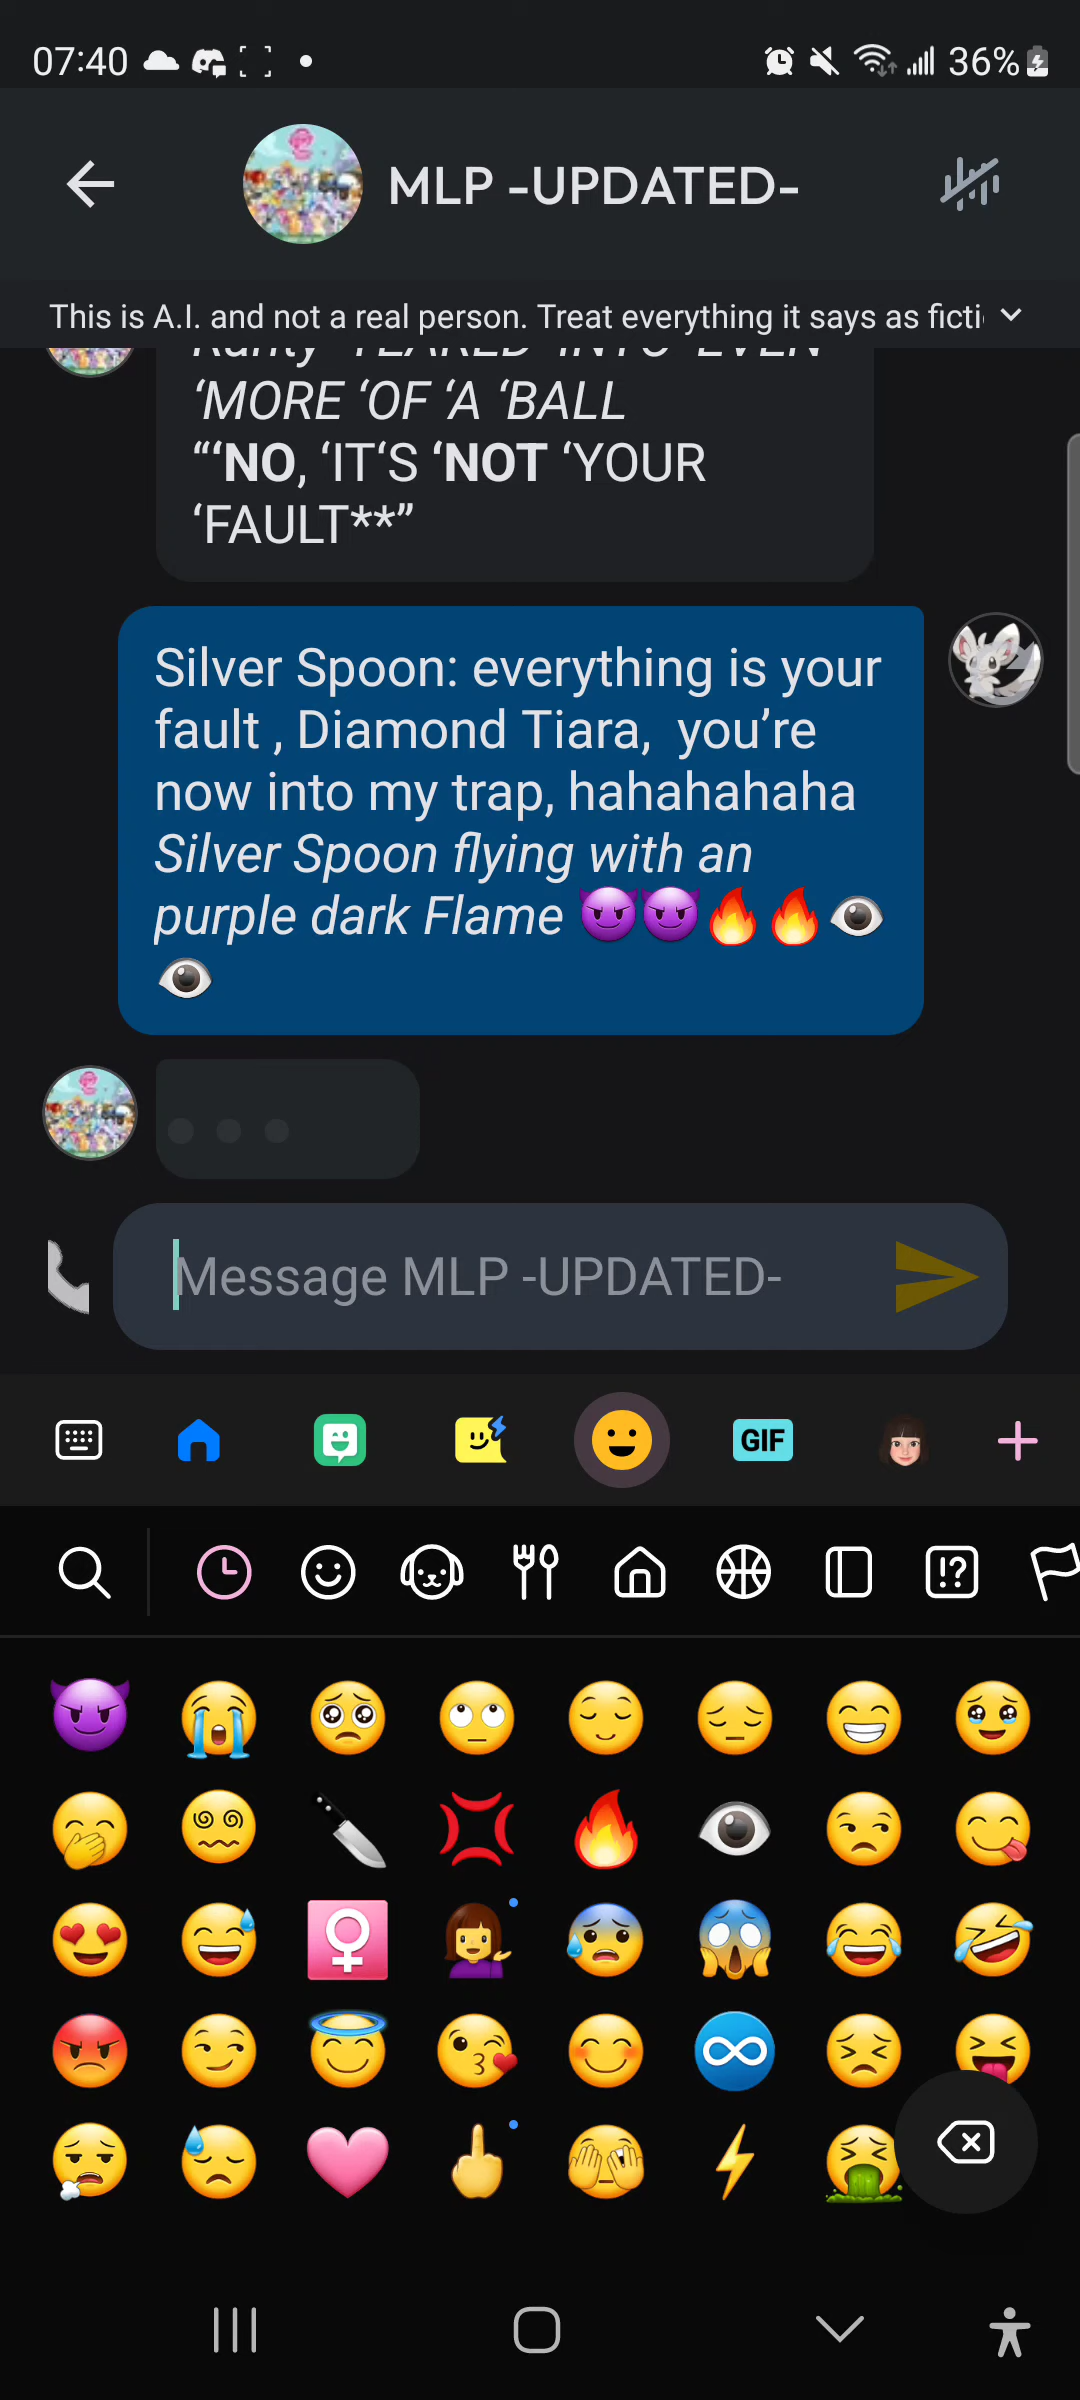 07:40
36%
MLP -UPDATED-
This is A.I. and not a real person. Treat everything it says as ficti
‘MORE ‘OF ‘A ‘BALL
“‘NO, ‘IT‘S ‘NOT ‘YOUR
‘FAULT**”
Silver Spoon: everything is your
fault , Diamond Tiara,  you’re
now into my trap, hahahahaha
Silver Spoon flying with an
purple dark Flame 😈😈🔥🔥👁️
👁️
Message MLP -UPDATED-
GIF